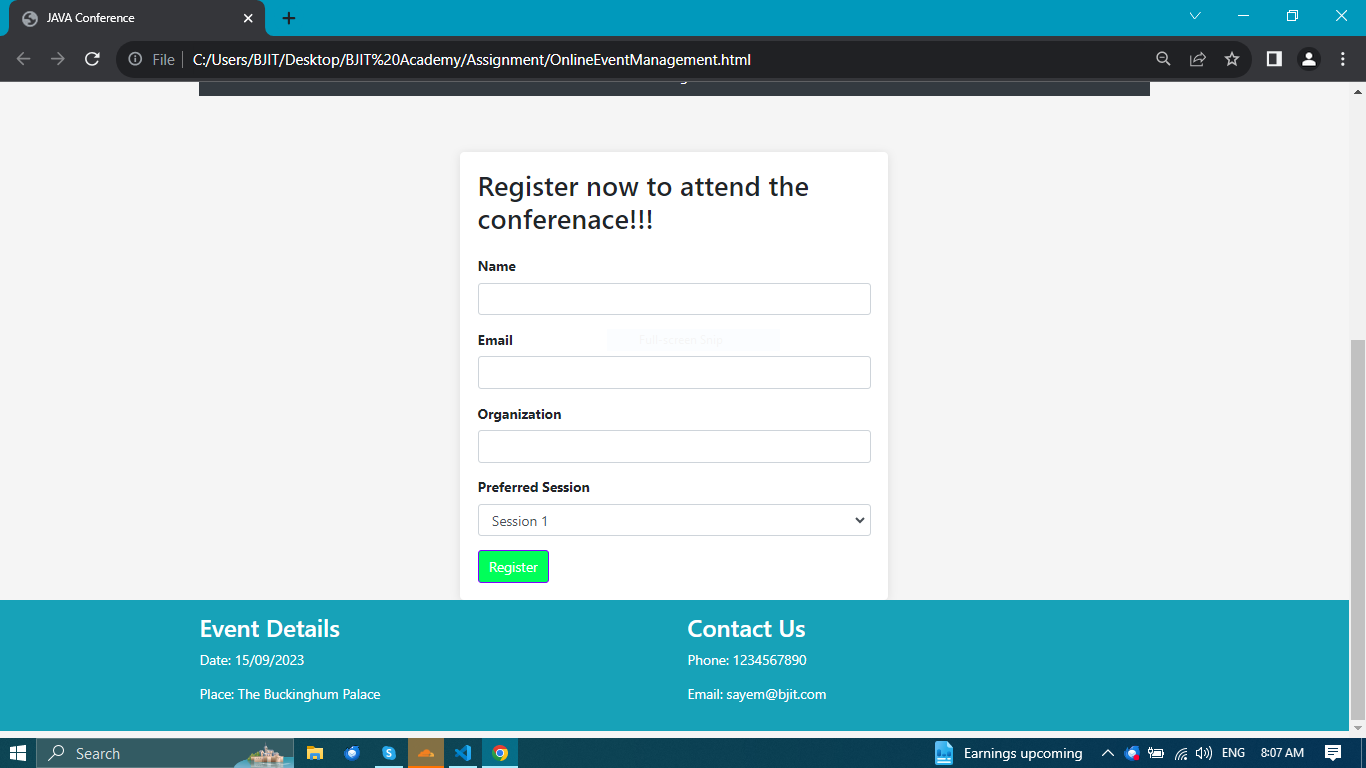 JAVA Conference
File
C:/Users/BJIT/Desktop/BJIT%20Academy/Assignment/OnlineEventManagement.html
Register now to attend the
conferenace!!!
Name
Email
Full-screen Snip
Organization
Preferred Session
Session 1
Register
Event Details
Contact Us
Date: 15/09/2023
Phone: 1234567890
Place: The Buckinghum Palace
Email: sayem@bjit.com
Search
Earnings upcoming
ENG
8:07 AM